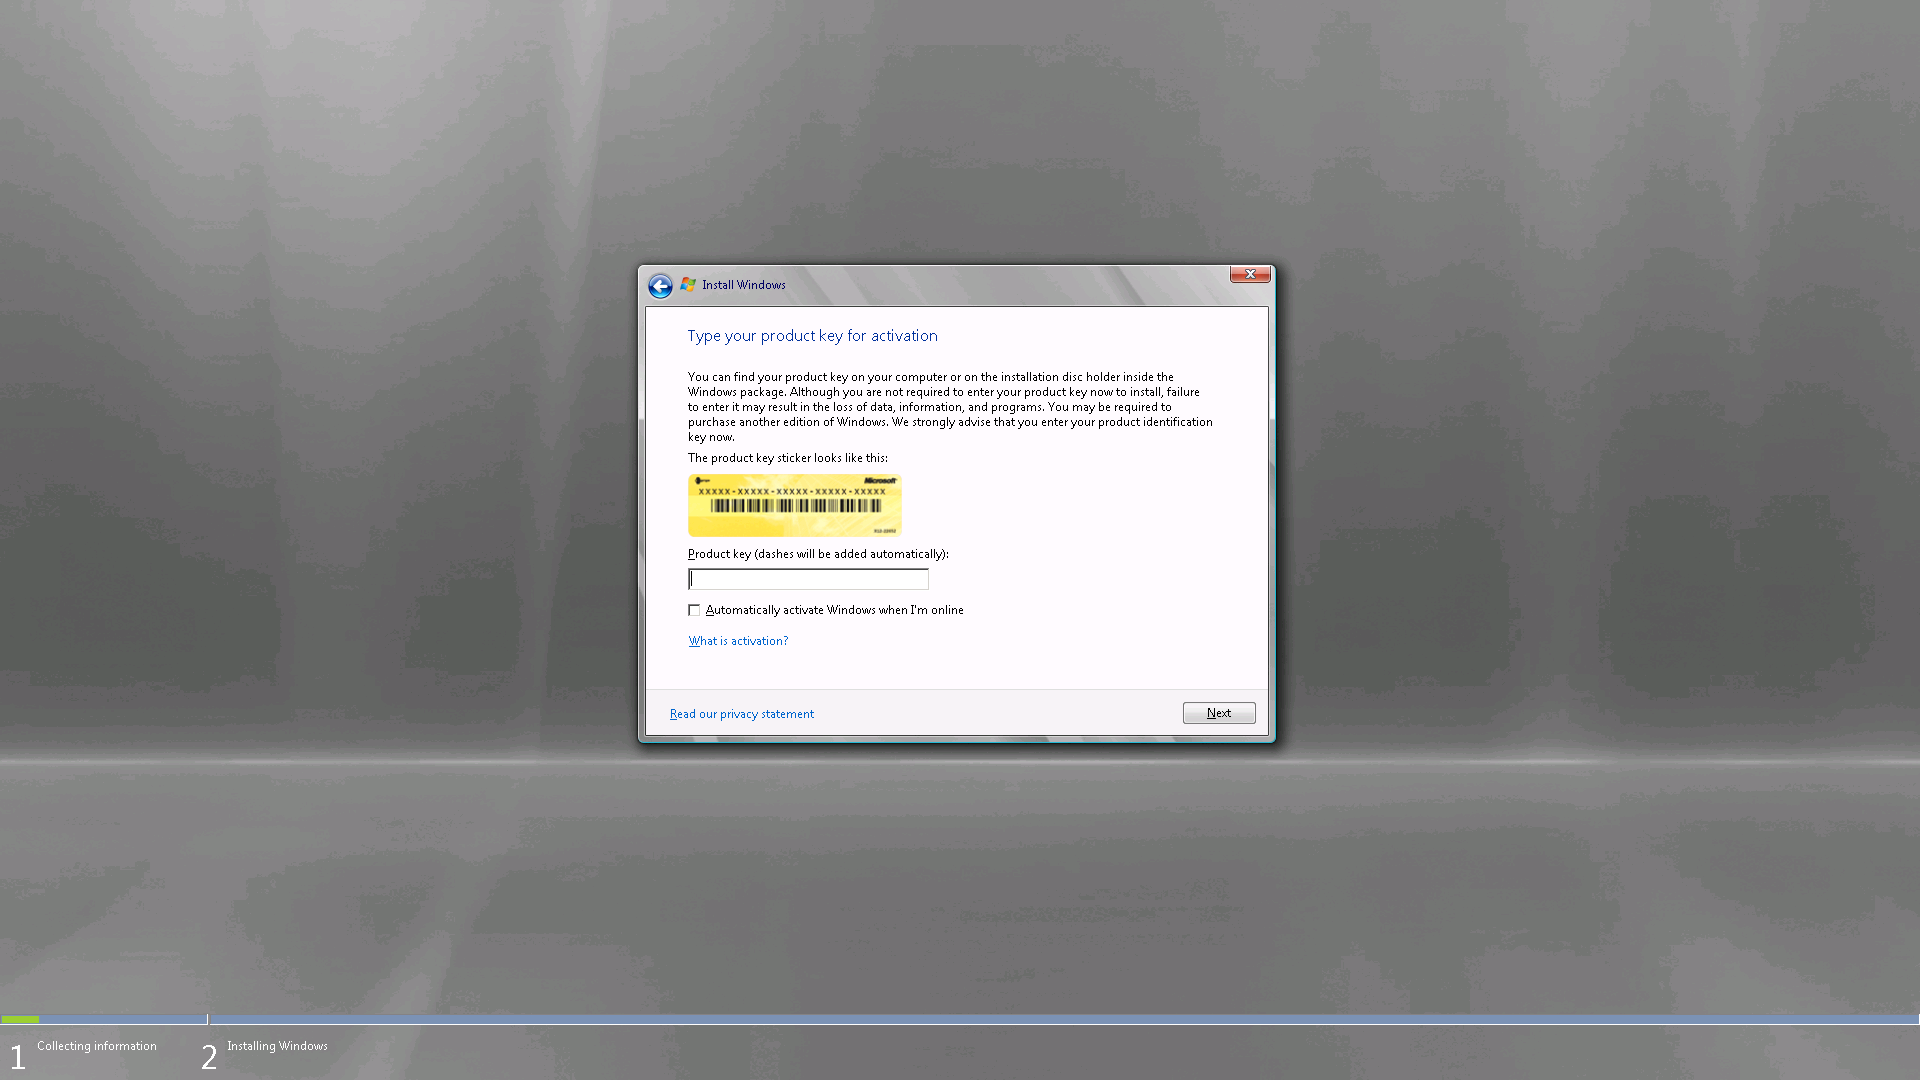 Install Windows
Type your product key for activation
You can find your product key on your computer or on the installation disc holder inside the
Windows package. Although you are not required to enter your product key now to install, failure
to enter it may result in the loss of data, information, and programs. You may be required to
purchase another edition of Windows. We strongly advise that you enter your product identification
key now.
The product key sticker looks like this:
Microsoft
XXXXX-XXXXX-XXXXX-XXXXX-XXXXX
Product key (dashes will be added automatically):
Automatically activate Windows when I'm online
What is activation?
Read our privacy statement
Next
1 Collecting information
2 Installing Windows